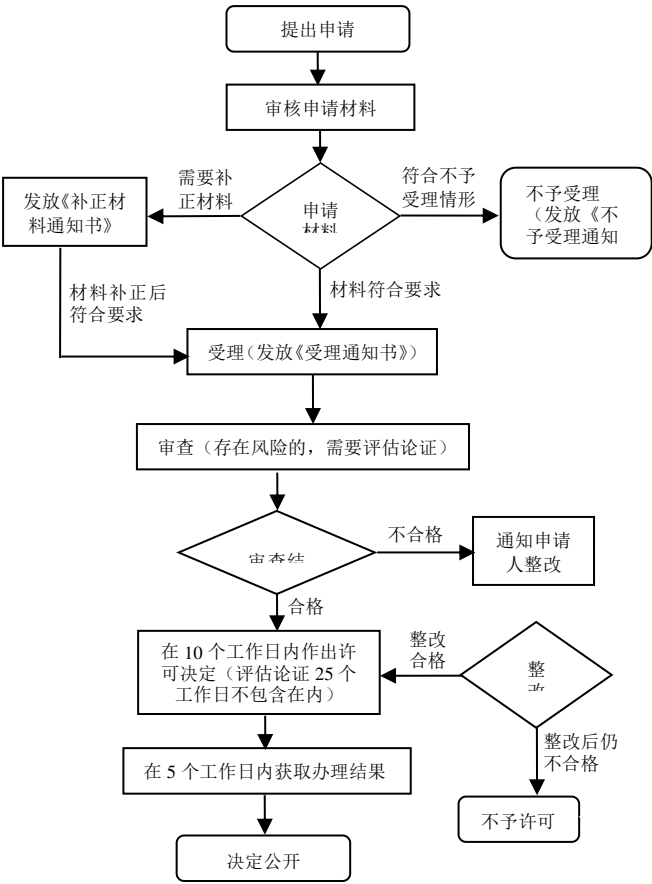 提出申请
审核申请材料
需要补
正材料
符合不予
受理情形
发放《补正材
料通知书》
申请
材料
不予受理
（发放《不
予受理通知
材料补正后
符合要求
材料符合要求
受理（发放《受理通知书》）
审查（存在风险的，需要评估论证）
审查结
不合格
通知申请
人整改
合格
在 10 个工作日内作出许
可决定（评估论证 25 个
工作日不包含在内）
整改
合格
整
改
整改后仍
不合格
在 5 个工作日内获取办理结果
不予许可
决定公开